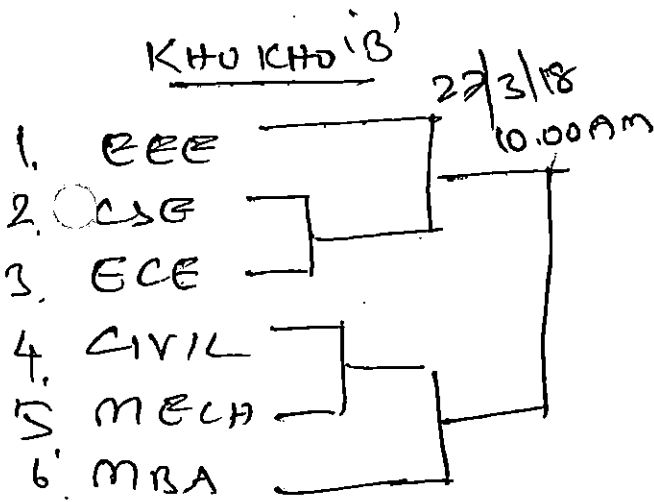 KHO KHO 'B'
22/3/18
10.00 AM
1. EEE
2. CSE
3. ECE
4. CIVIL
5 MECH
6. MBA